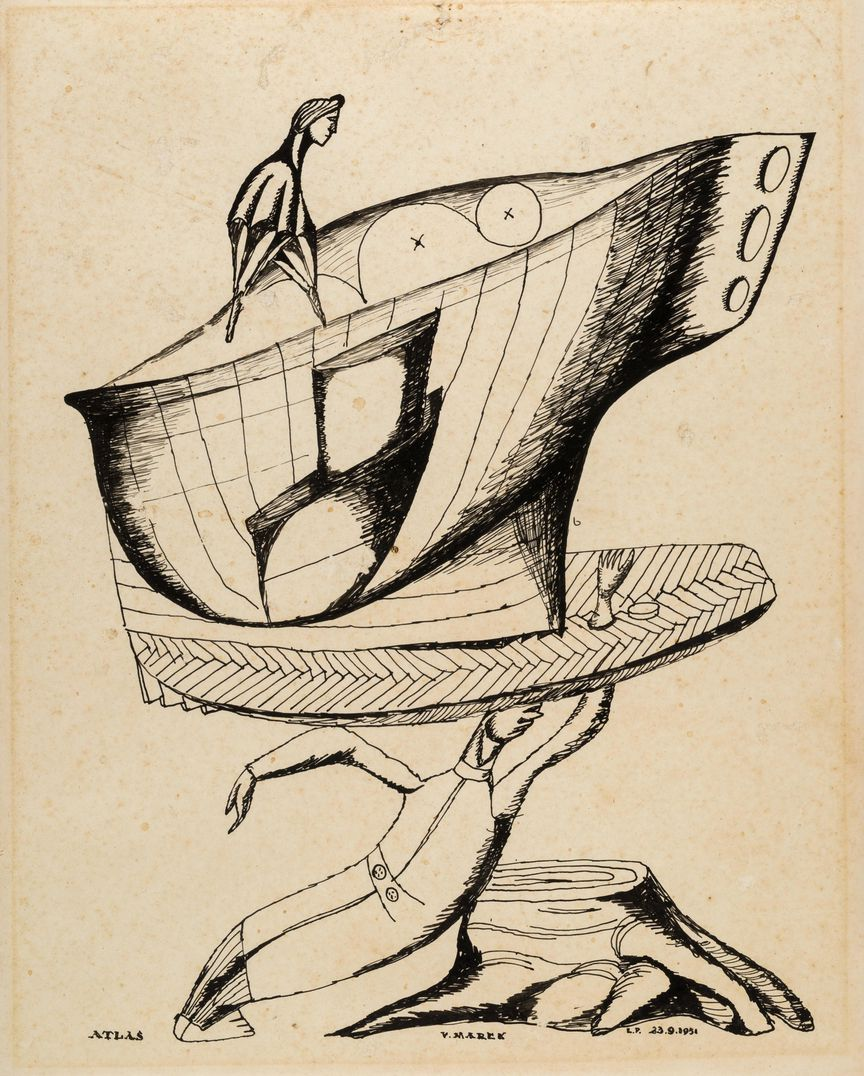 ATLAS
V. MAREK
L.P. 23.9.1951